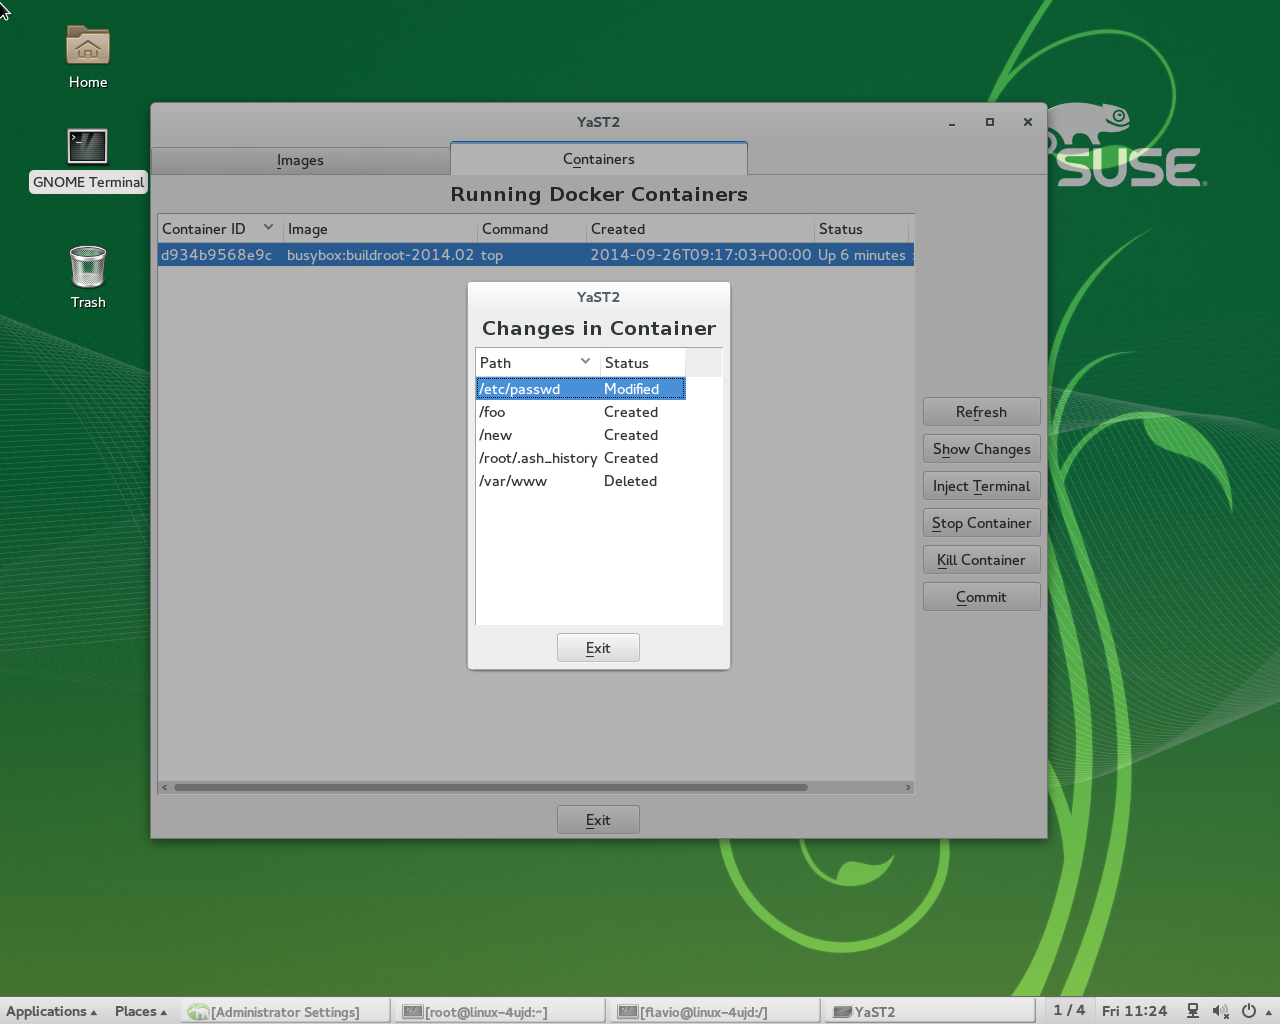 Home
GNOME Terminal
Trash
SUSE
YaST2
Images Containers
Running Docker Containers
Container ID Image Command Created Status
d934b9568e9c busybox:buildroot-2014.02 top 2014-09-26T09:17:03+00:00 Up 6 minutes
YaST2
Changes in Container
Path Status
/etc/passwd Modified
/foo Created
/new Created
/root/.ash_history Created
/var/www Deleted
Exit
Refresh
Show Changes
Inject Terminal
Stop Container
Kill Container
Commit
Exit
Applications Places [Administrator Settings] [root@linux-4ujd:~] [flavio@linux-4ujd:/] YaST2 1 / 4 Fri 11:24